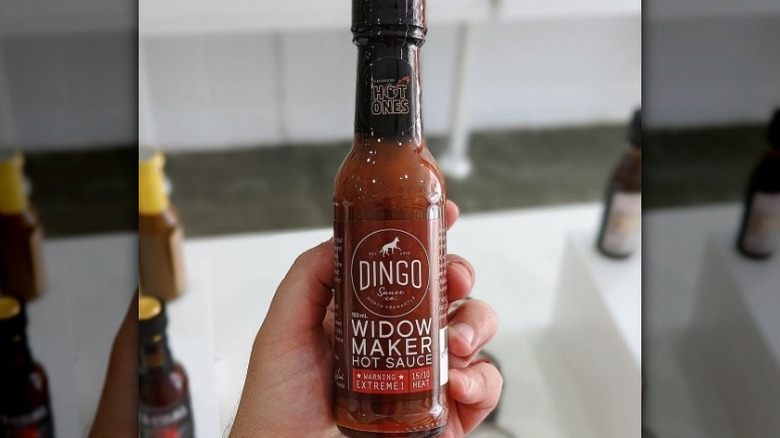 HOT
ONES
DINGO
Sauce
co.
NORTH FREMANTLE
150mL
WIDOW
MAKER
HOT SAUCE
★ WARNING ★
EXTREME!
15/10
HEAT